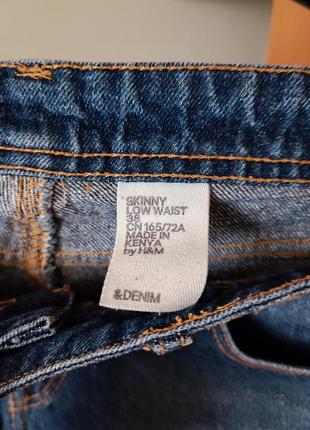 SKINNY
LOW WAIST
38
CN 165/72A
MADE IN
KENYA
by H&M
&DENIM